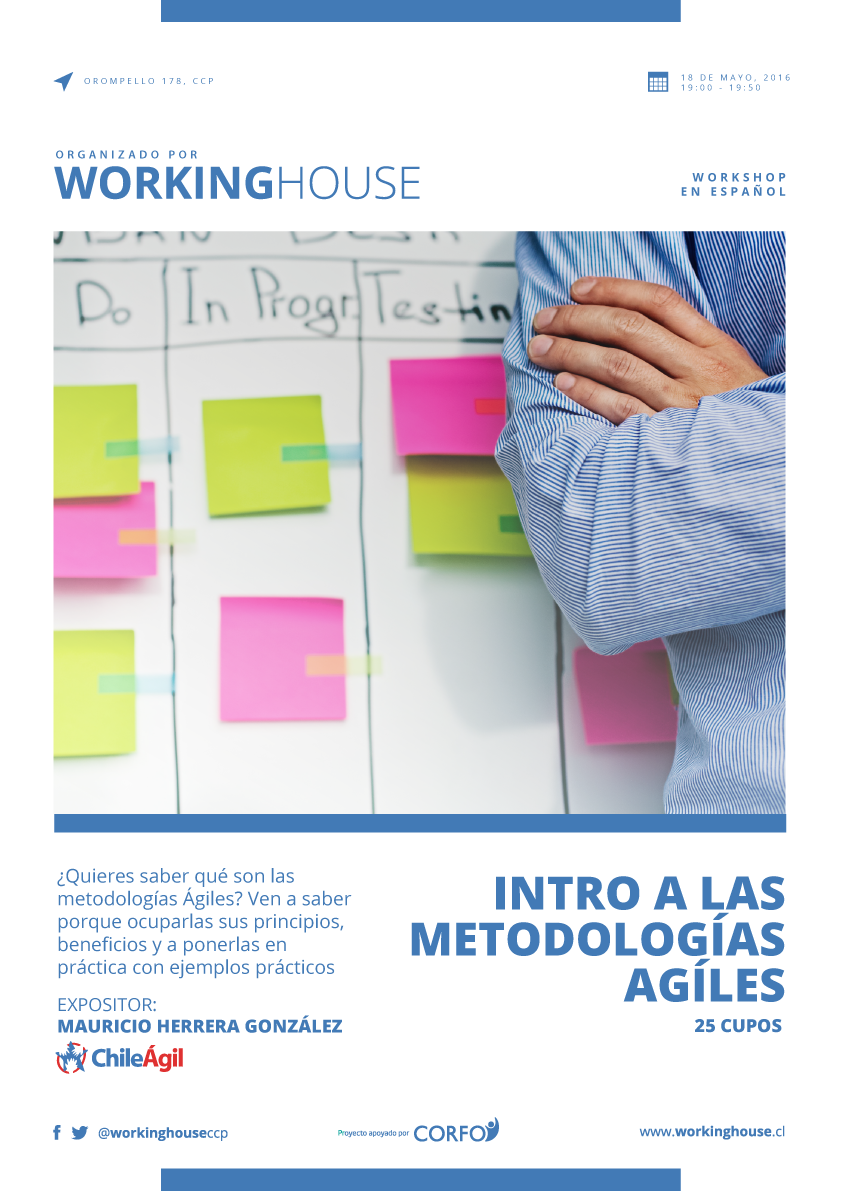 OROMPELLO 178, CCP
18 DE MAYO, 2016
19:00 - 19:50
ORGANIZADO POR
WORKINGHOUSE
WORKSHOP
EN ESPAÑOL
Do
In Progr
Testin
¿Quieres saber qué son las
metodologías Ágiles? Ven a saber
porque ocuparlas sus principios,
beneficios y a ponerlas en
práctica con ejemplos prácticos
EXPOSITOR:
MAURICIO HERRERA GONZÁLEZ
ChileÁgil
INTRO A LAS
METODOLOGÍAS
AGÍLES
25 CUPOS
@workinghouseccp
Proyecto apoyado por CORFO
www.workinghouse.cl